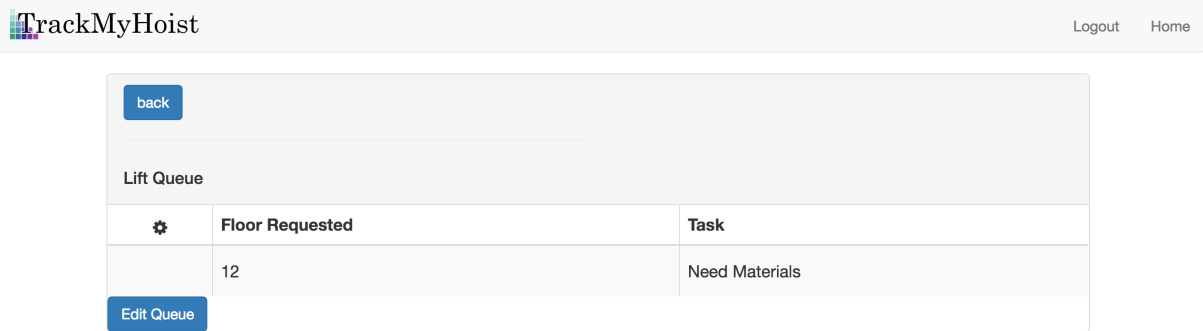 TrackMyHoist Logout Home
back
Lift Queue
Floor Requested Task
12 Need Materials
Edit Queue